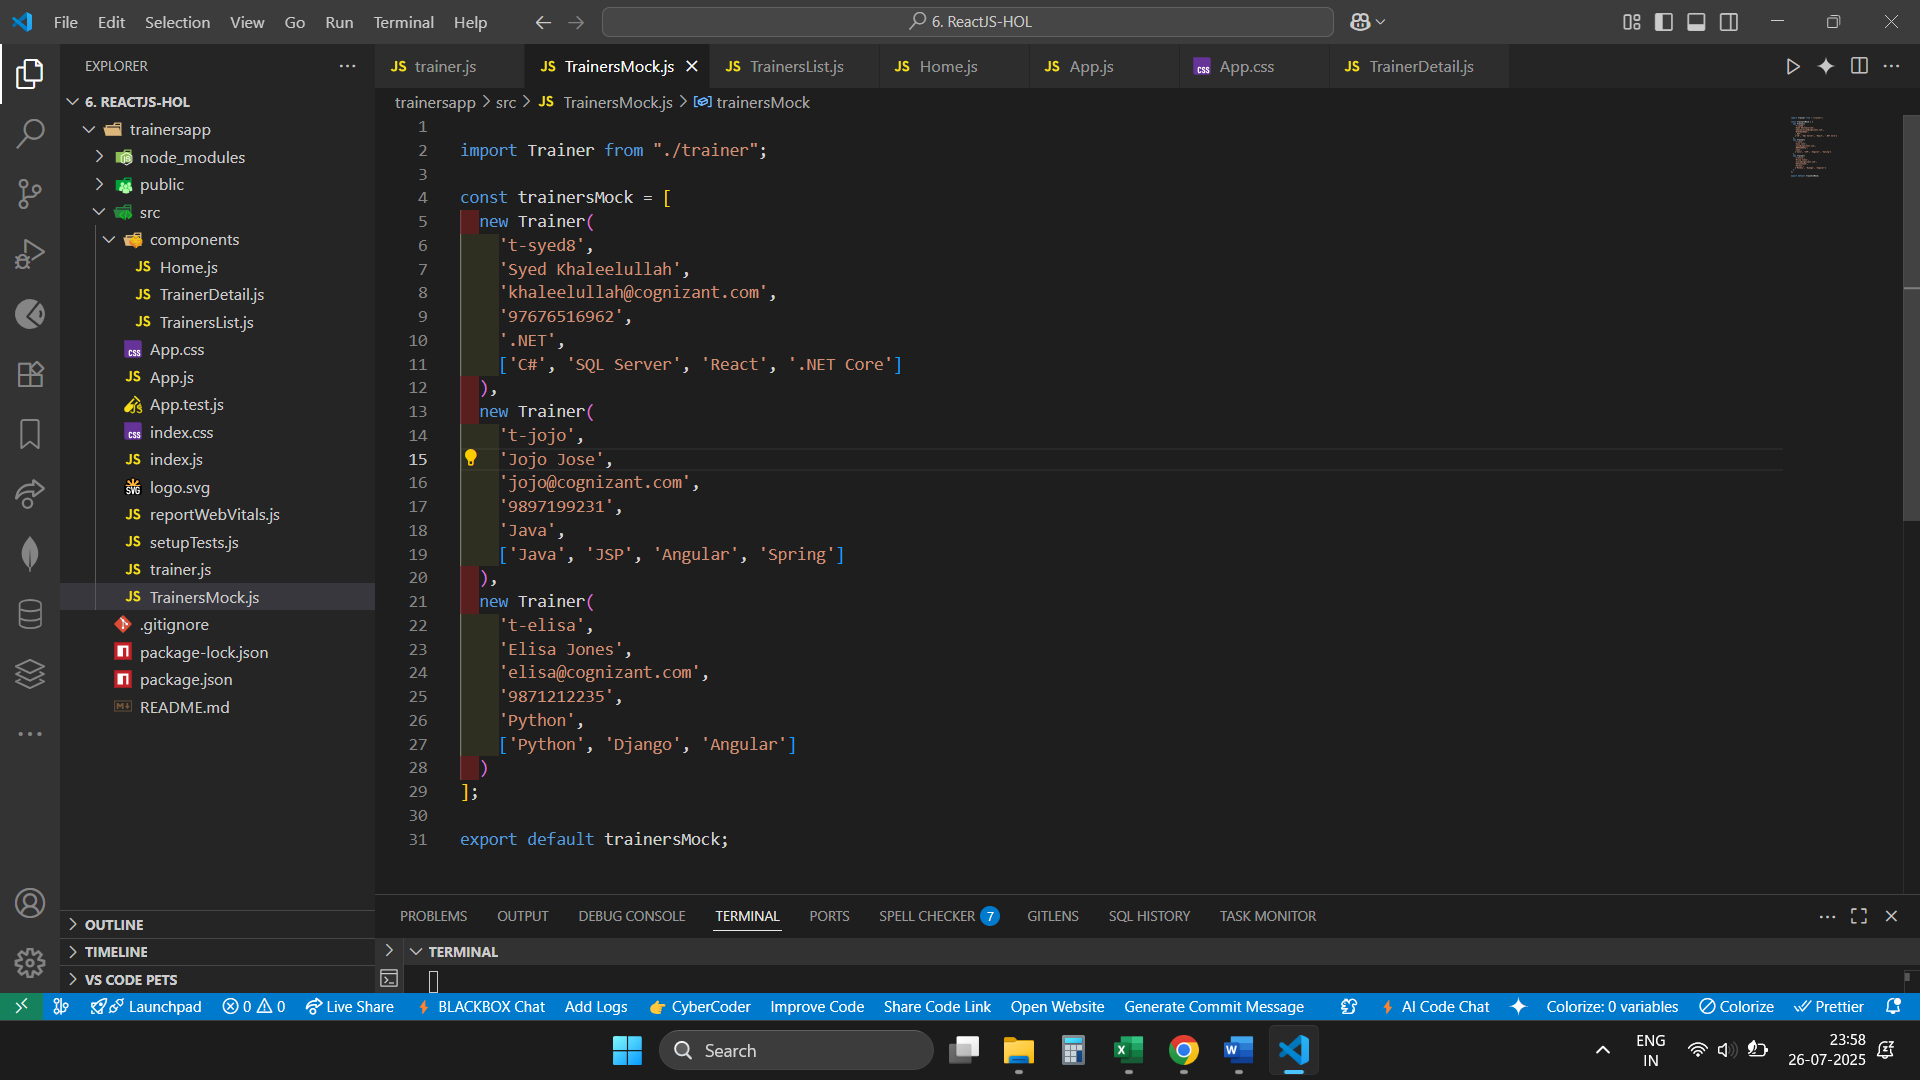 File Edit Selection View Go Run Terminal Help
6. ReactJS-HOL
EXPLORER
6. REACTJS-HOL
trainersapp
node_modules
public
src
components
Home.js
TrainerDetail.js
TrainersList.js
App.css
App.js
App.test.js
index.css
index.js
logo.svg
reportWebVitals.js
setupTests.js
trainer.js
TrainersMock.js
.gitignore
package-lock.json
package.json
README.md
OUTLINE
TIMELINE
VS CODE PETS
JS trainer.js JS TrainersMock.js JS TrainersList.js JS Home.js JS App.js App.css JS TrainerDetail.js
trainersapp > src > JS TrainersMock.js > trainersMock
1
2 import Trainer from "./trainer";
3
4 const trainersMock = [
5 new Trainer(
6 't-syed8',
7 'Syed Khaleelullah',
8 'khaleelullah@cognizant.com',
9 '97676516962',
10 '.NET',
11 ['C#', 'SQL Server', 'React', '.NET Core']
12 ),
13 new Trainer(
14 't-jojo',
15 'Jojo Jose',
16 'jojo@cognizant.com',
17 '9897199231',
18 'Java',
19 ['Java', 'JSP', 'Angular', 'Spring']
20 ),
21 new Trainer(
22 't-elisa',
23 'Elisa Jones',
24 'elisa@cognizant.com',
25 '9871212235',
26 'Python',
27 ['Python', 'Django', 'Angular']
28 )
29 ];
30
31 export default trainersMock;
PROBLEMS OUTPUT DEBUG CONSOLE TERMINAL PORTS SPELL CHECKER 7 GITLENS SQL HISTORY TASK MONITOR
TERMINAL
Launchpad 0 0 Live Share BLACKBOX Chat Add Logs CyberCoder Improve Code Share Code Link Open Website Generate Commit Message AI Code Chat Colorize: 0 variables Colorize Prettier
Search
ENG
IN
23:58
26-07-2025